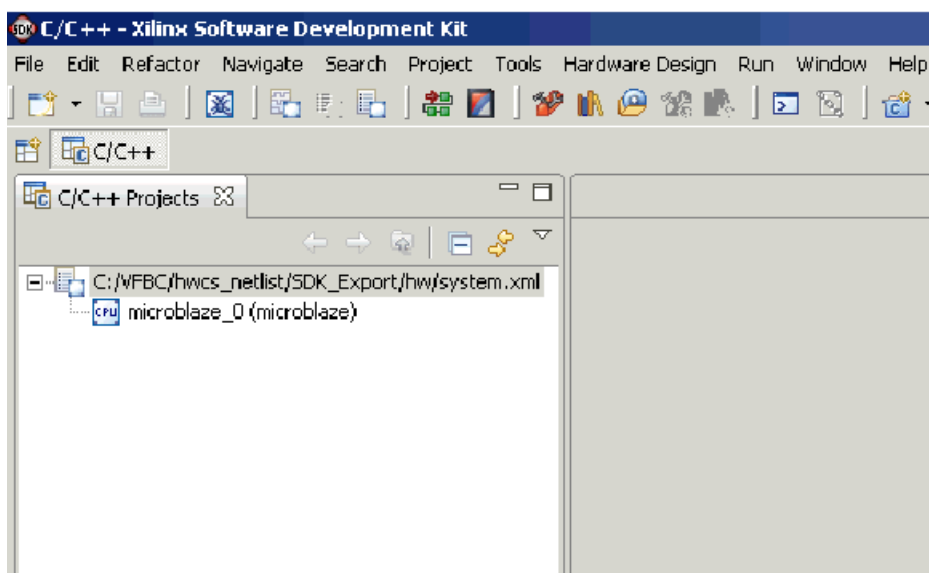 C/C++ - Xilinx Software Development Kit
File Edit Refactor Navigate Search Project Tools Hardware Design Run Window Help
C/C++
C/C++ Projects
C:/VFBC/hwcs_netlist/SDK_Export/hw/system.xml
microblaze_0 (microblaze)